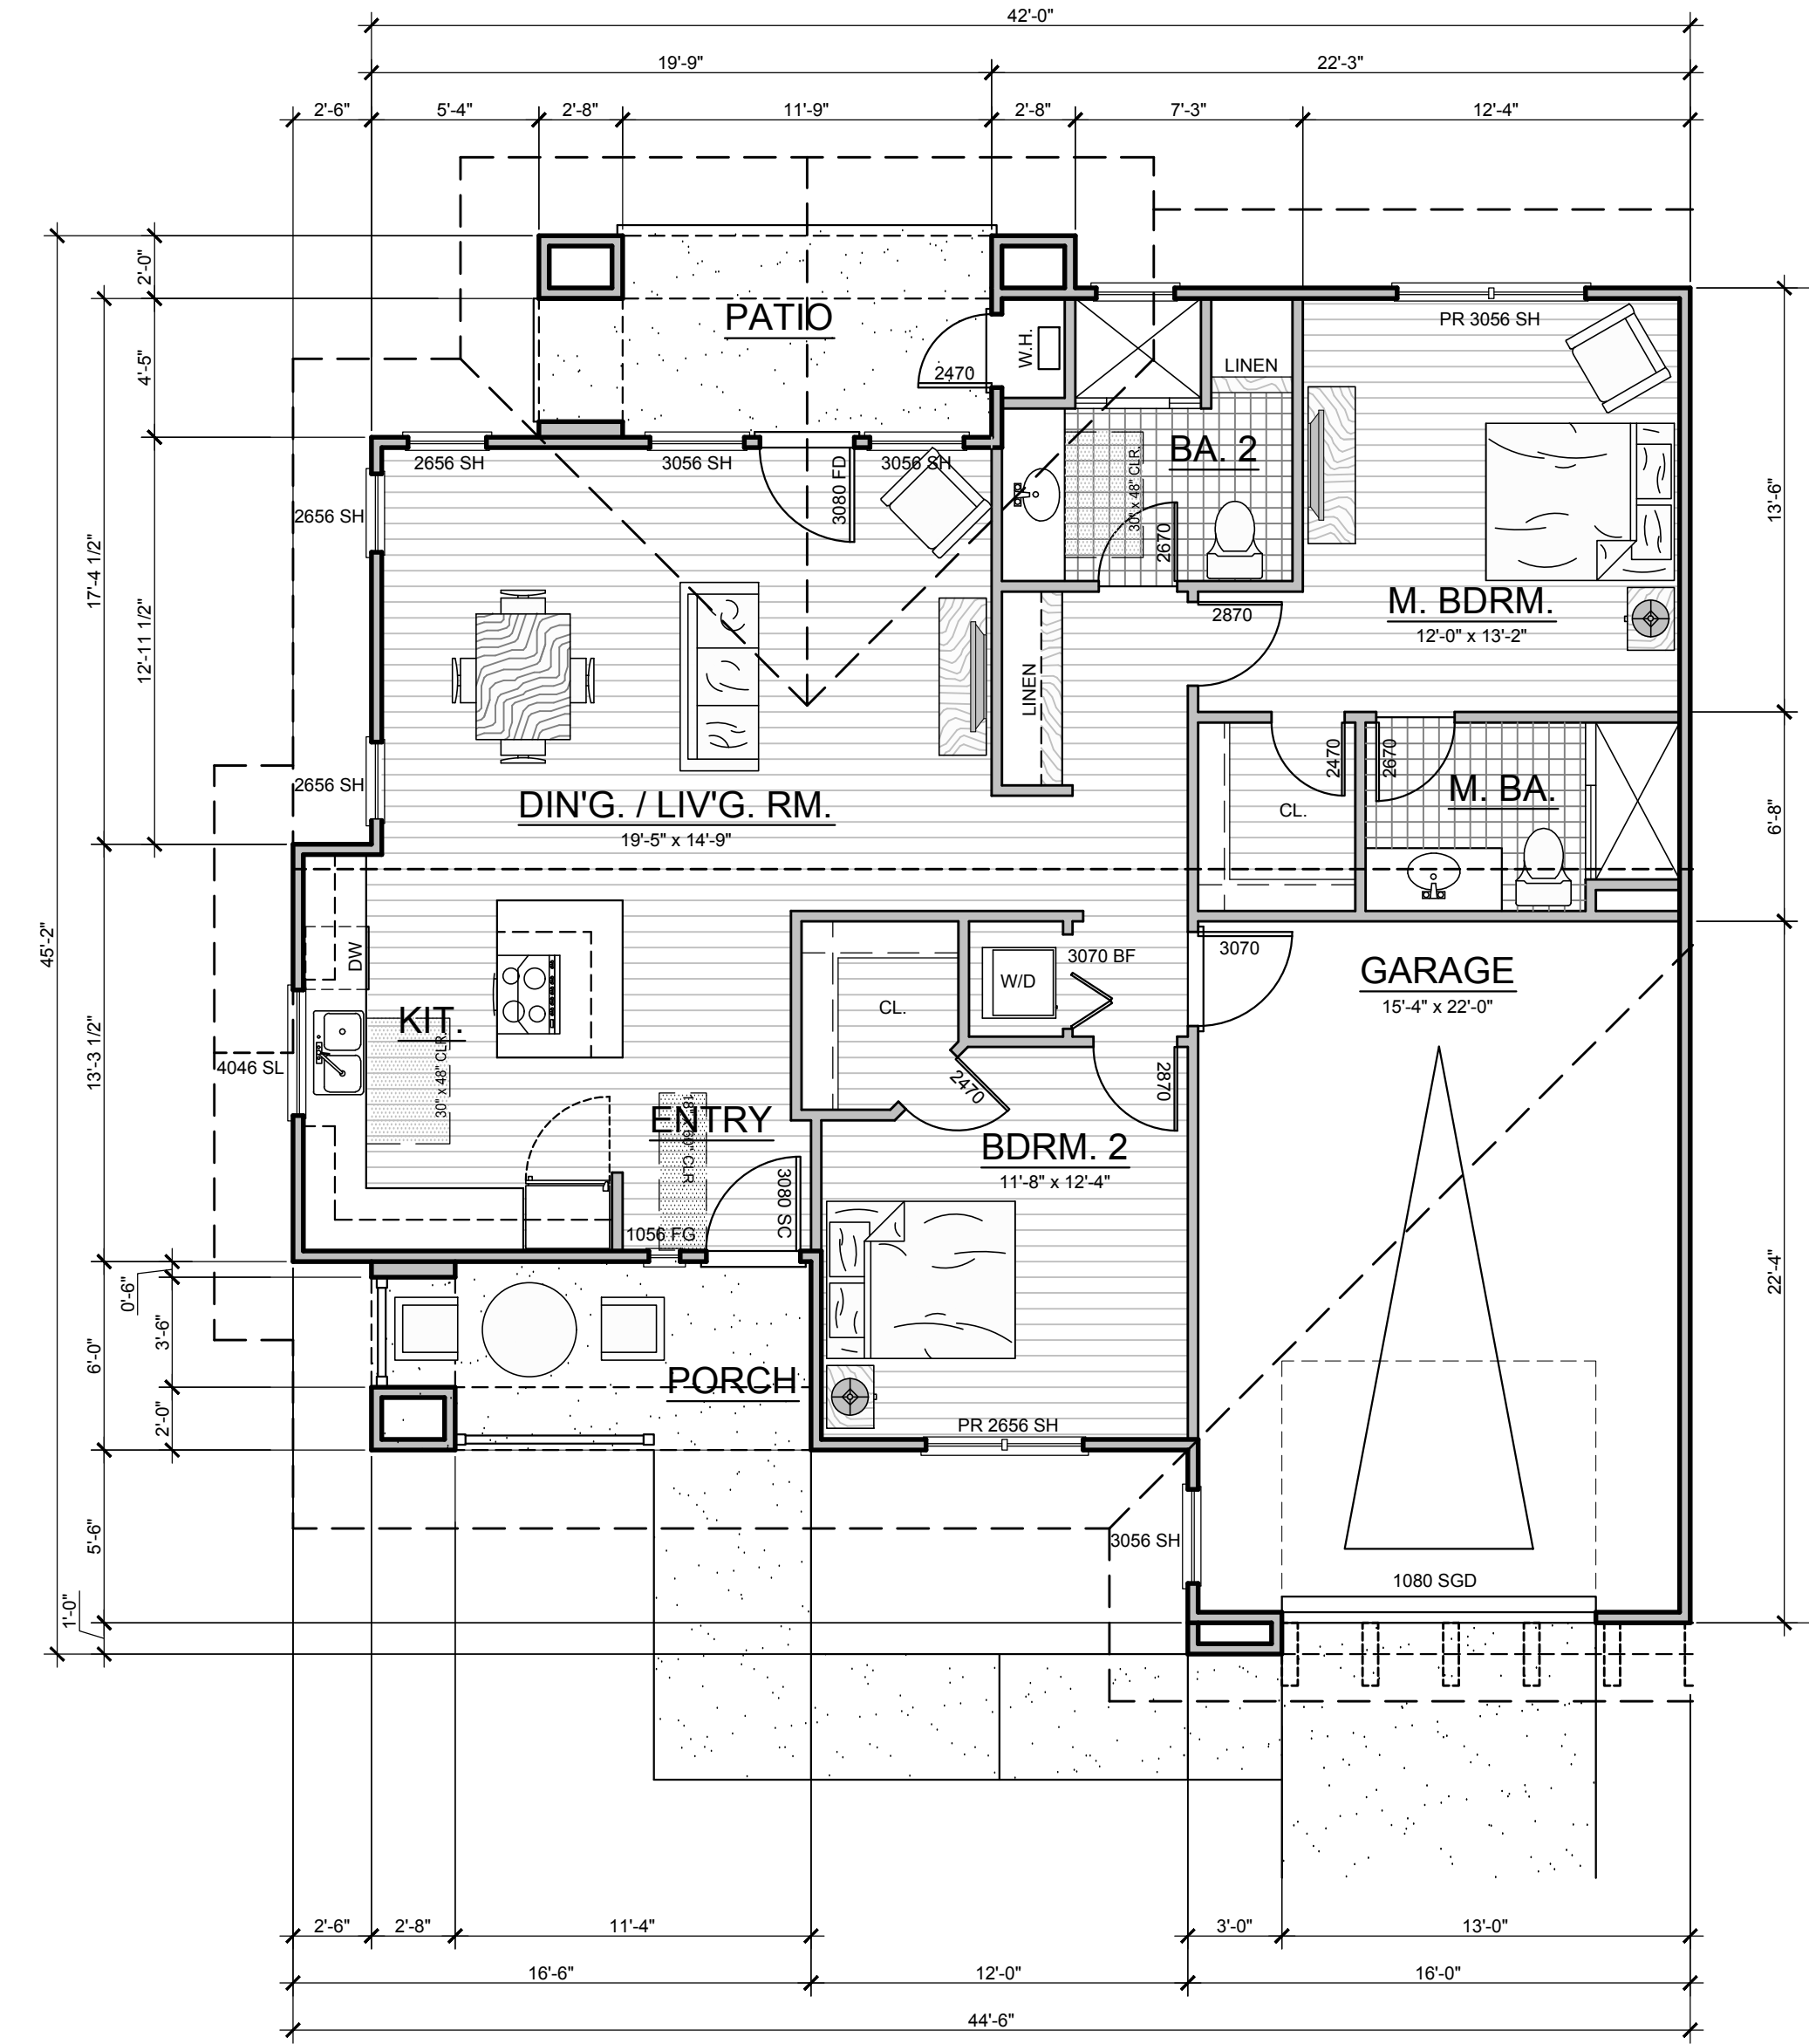 42'-0"
19'-9" 22'-3"
2'-6" 5'-4" 2'-8" 11'-9" 2'-8" 7'-3" 12'-4"
2'-0"
4'-5"
12'-11 1/2"
17'-4 1/2"
13'-3 1/2"
45'-2"
0'-6"
3'-6"
6'-0"
2'-0"
5'-6"
1'-0"
13'-6"
6'-8"
22'-4"
PATIO
2470
W.H.
LINEN
PR 3056 SH
2656 SH 3056 SH 3056 SH
3080 FD
2656 SH
BA. 2
30" x 48" CLR.
2670
M. BDRM.
12'-0" x 13'-2"
2870
LINEN
2656 SH
DIN'G. / LIV'G. RM.
19'-5" x 14'-9"
2470
2670
CL.
M. BA.
DW
KIT.
30" x 48" CLR.
4046 SL
CL.
W/D
3070 BF
3070
GARAGE
15'-4" x 22'-0"
2470
2870
ENTRY
CLR.
BDRM. 2
11'-8" x 12'-4"
3080 SC
1056 FG
PORCH
PR 2656 SH
3056 SH
1080 SGD
2'-6" 2'-8" 11'-4" 3'-0" 13'-0"
16'-6" 12'-0" 16'-0"
44'-6"